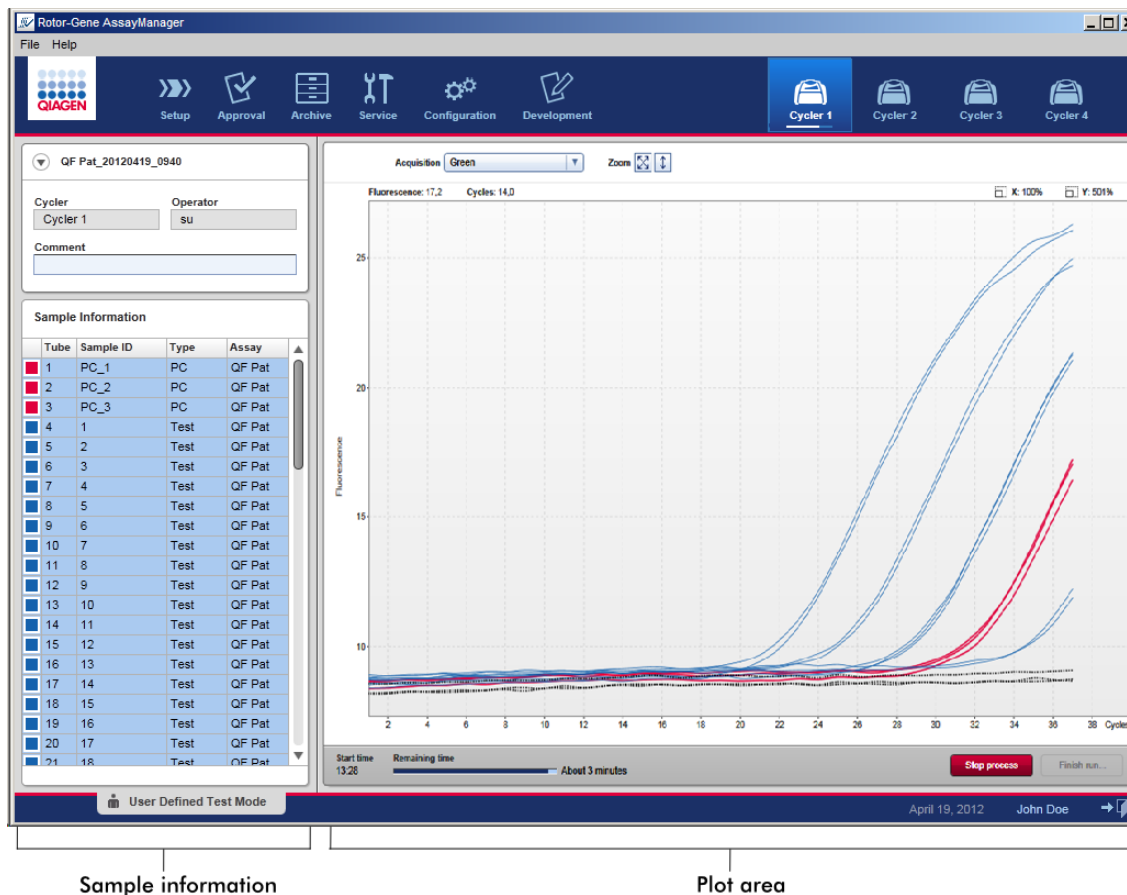 Rotor-Gene AssayManager
File Help
QIAGEN
Setup Approval Archive Service Configuration Development Cycler 1 Cycler 2 Cycler 3 Cycler 4
QF Pat_20120419_0940
Cycler Operator
Cycler 1 su
Comment
Sample Information
Tube Sample ID Type Assay
1 PC_1 PC QF Pat
2 PC_2 PC QF Pat
3 PC_3 PC QF Pat
4 1 Test QF Pat
5 2 Test QF Pat
6 3 Test QF Pat
7 4 Test QF Pat
8 5 Test QF Pat
9 6 Test QF Pat
10 7 Test QF Pat
11 8 Test QF Pat
12 9 Test QF Pat
13 10 Test QF Pat
14 11 Test QF Pat
15 12 Test QF Pat
16 13 Test QF Pat
17 14 Test QF Pat
18 15 Test QF Pat
19 16 Test QF Pat
20 17 Test QF Pat
21 18 Test QF Pat
Acquisition Green Zoom
Fluorescence: 17,2 Cycles: 14,0 X: 100% Y: 501%
25
20
15
10
Fluorescence
2 4 6 8 10 12 14 16 18 20 22 24 26 28 30 32 34 36 38 Cycles
Start time Remaining time
13:28 About 3 minutes
Stop process Finish run...
User Defined Test Mode
April 19, 2012 John Doe
Sample information Plot area